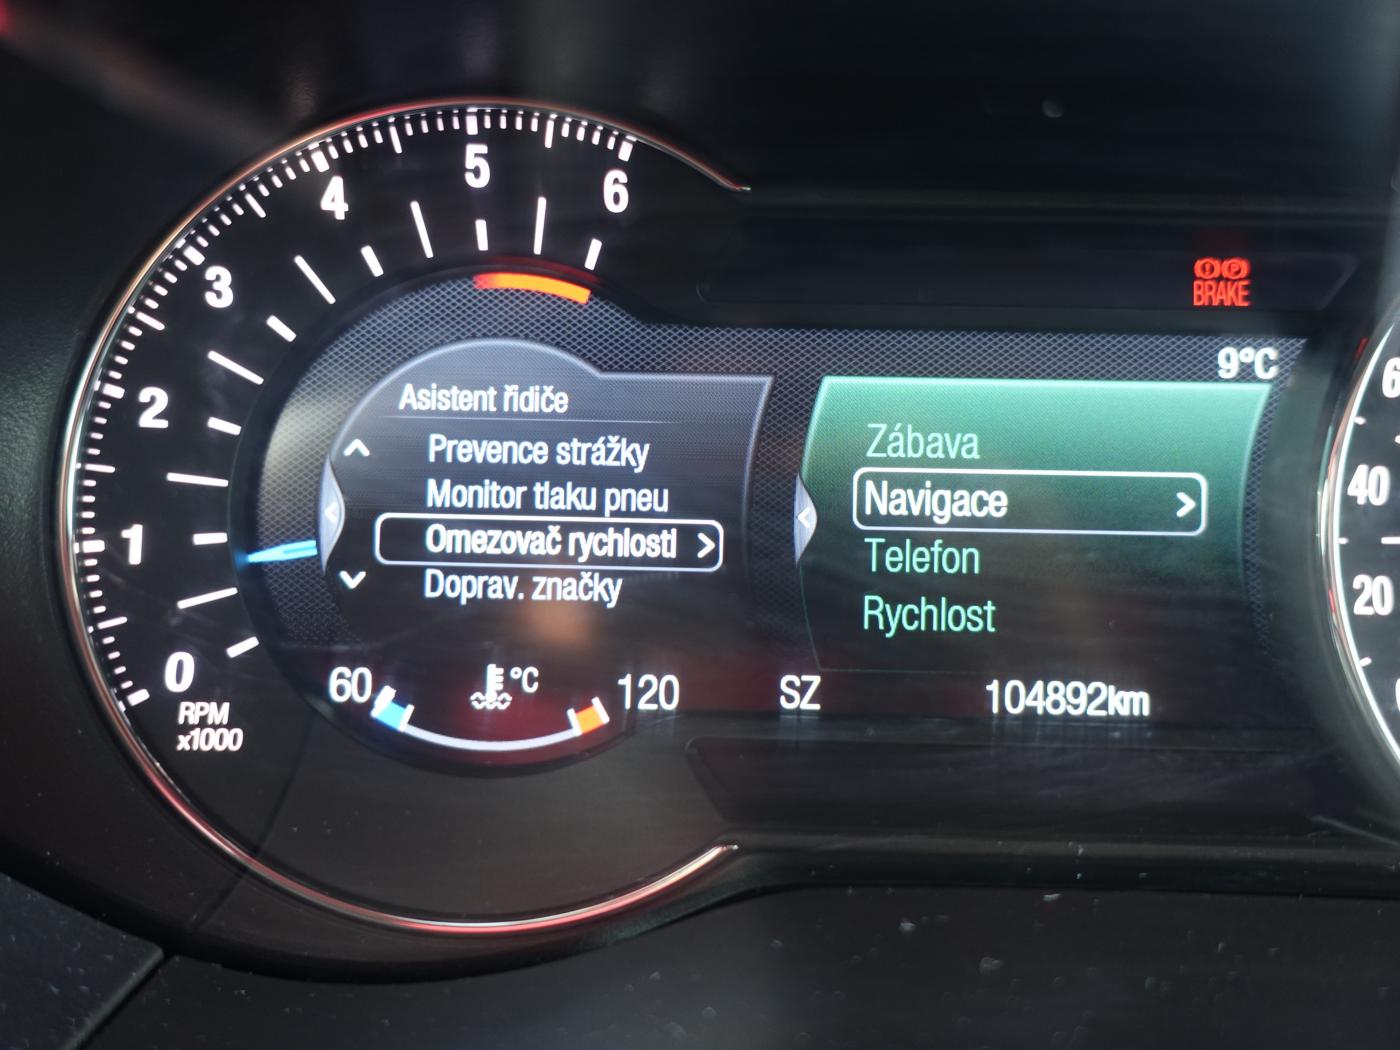 6
5
4
3
2
1
0
RPM
x1000
BRAKE
9°C
Asistent řidiče
Prevence strážky
Monitor tlaku pneu
Omezovač rychlosti
Doprav. značky
Zábava
Navigace
Telefon
Rychlost
60
°C
120
SZ
104892km
40
20